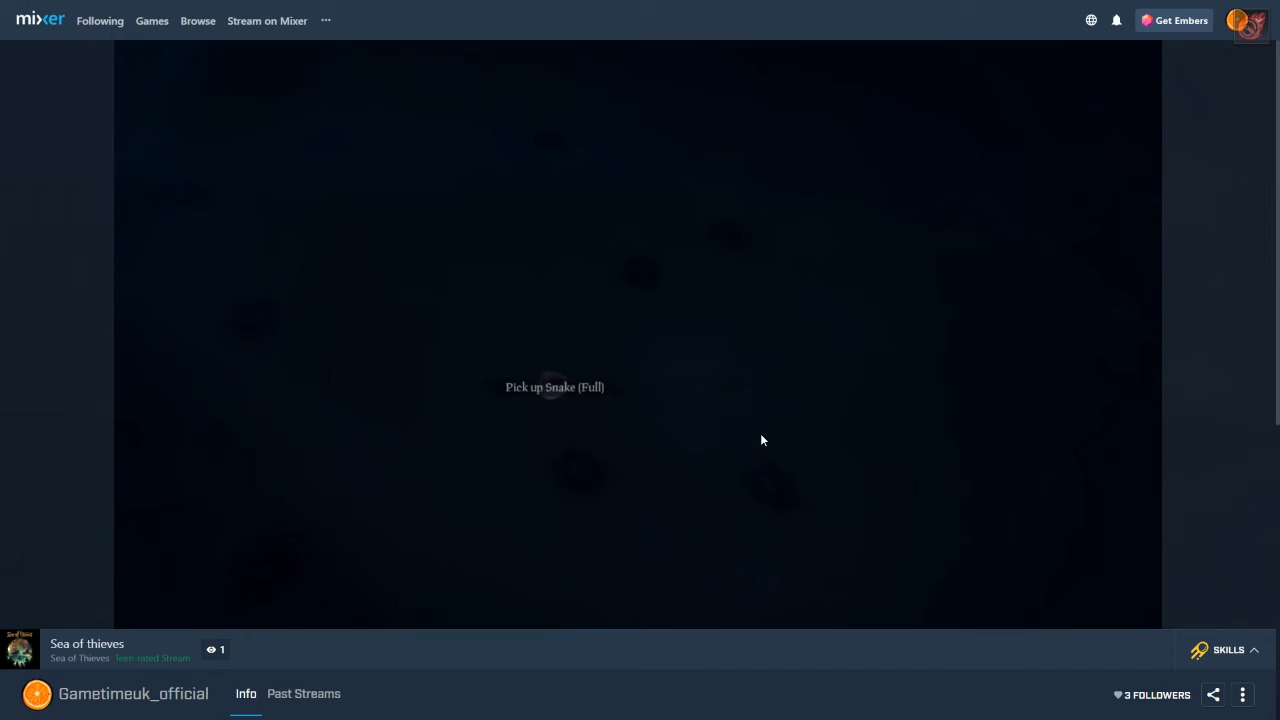 mixer Following Games Browse Stream on Mixer ··· Get Embers
Pick up Snake (Full)
Sea of thieves 1
Sea of Thieves Teen-rated Stream
SKILLS
Gametimeuk_official Info Past Streams 3 FOLLOWERS